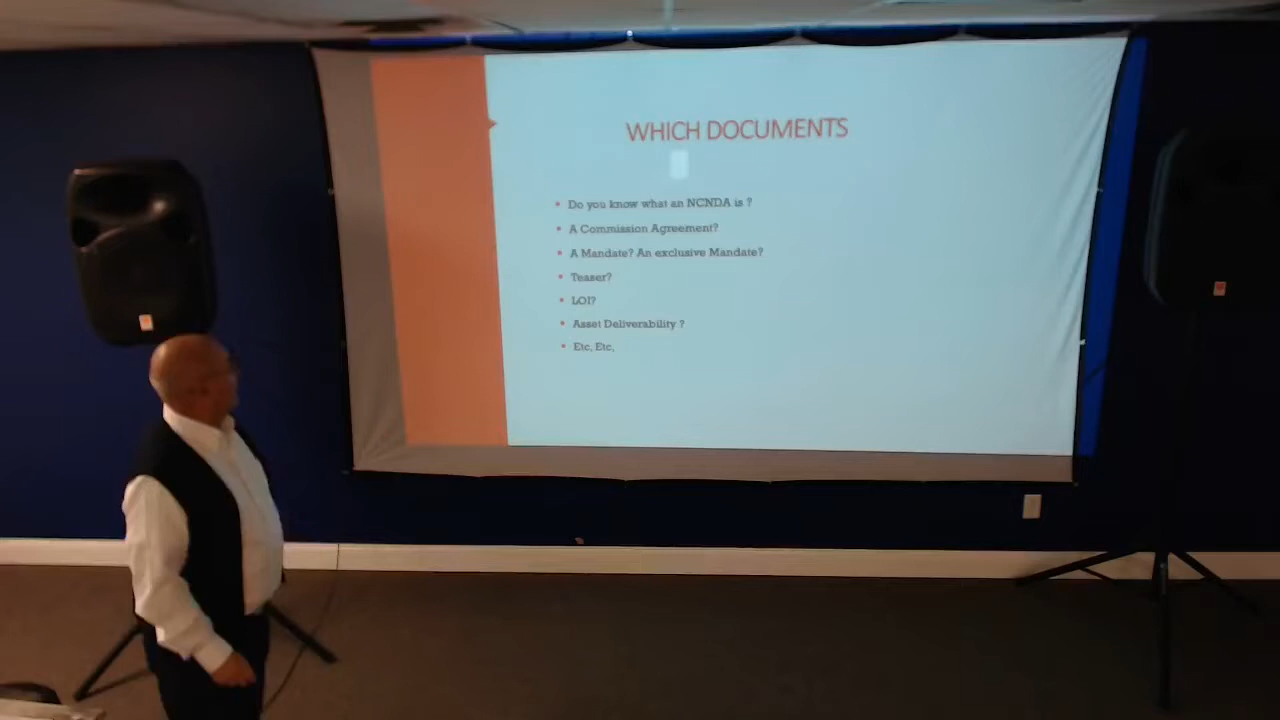 WHICH DOCUMENTS
Do you know what an NCNDA is ?
A Commission Agreement?
A Mandate? An exclusive Mandate?
Teaser?
LOI?
Asset Deliverability ?
Etc, Etc,